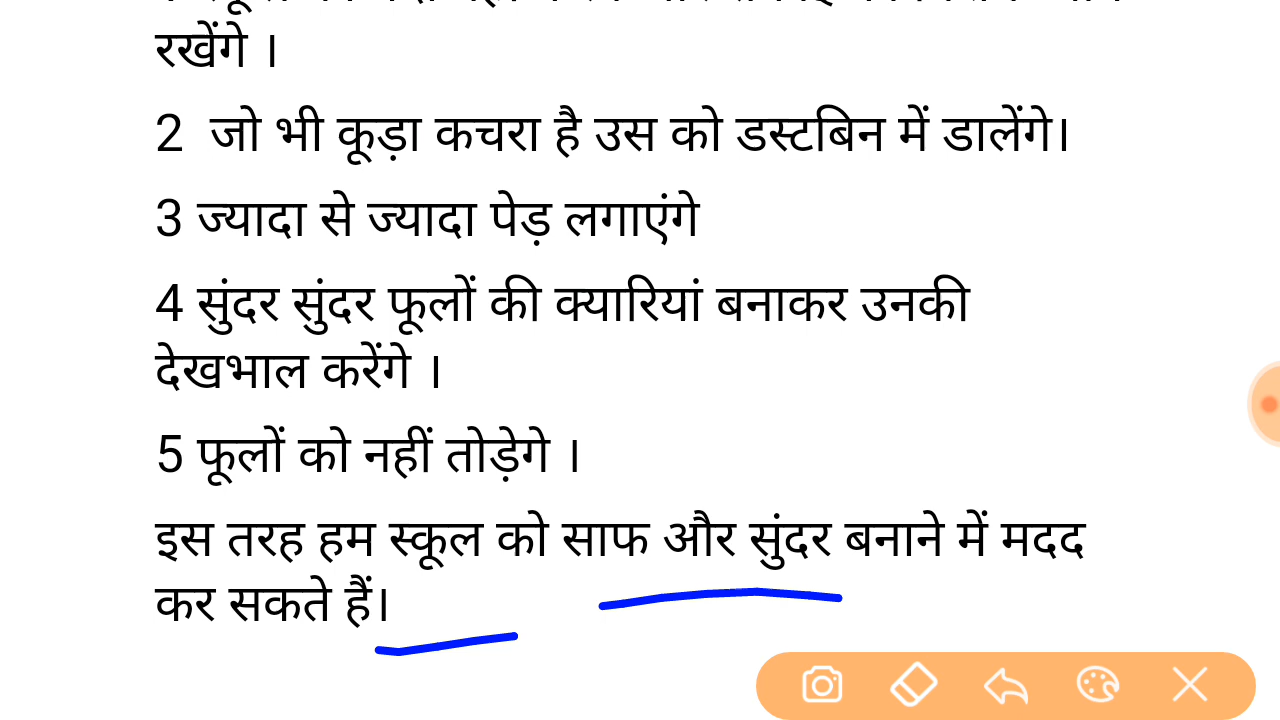 रखेंगे ।
2 जो भी कूड़ा कचरा है उस को डस्टबिन में डालेंगे।
3 ज्यादा से ज्यादा पेड़ लगाएंगे
4 सुंदर सुंदर फूलों की क्यारियां बनाकर उनकी
देखभाल करेंगे ।
5 फूलों को नहीं तोड़ेगे ।
इस तरह हम स्कूल को साफ और सुंदर बनाने में मदद
कर सकते हैं।